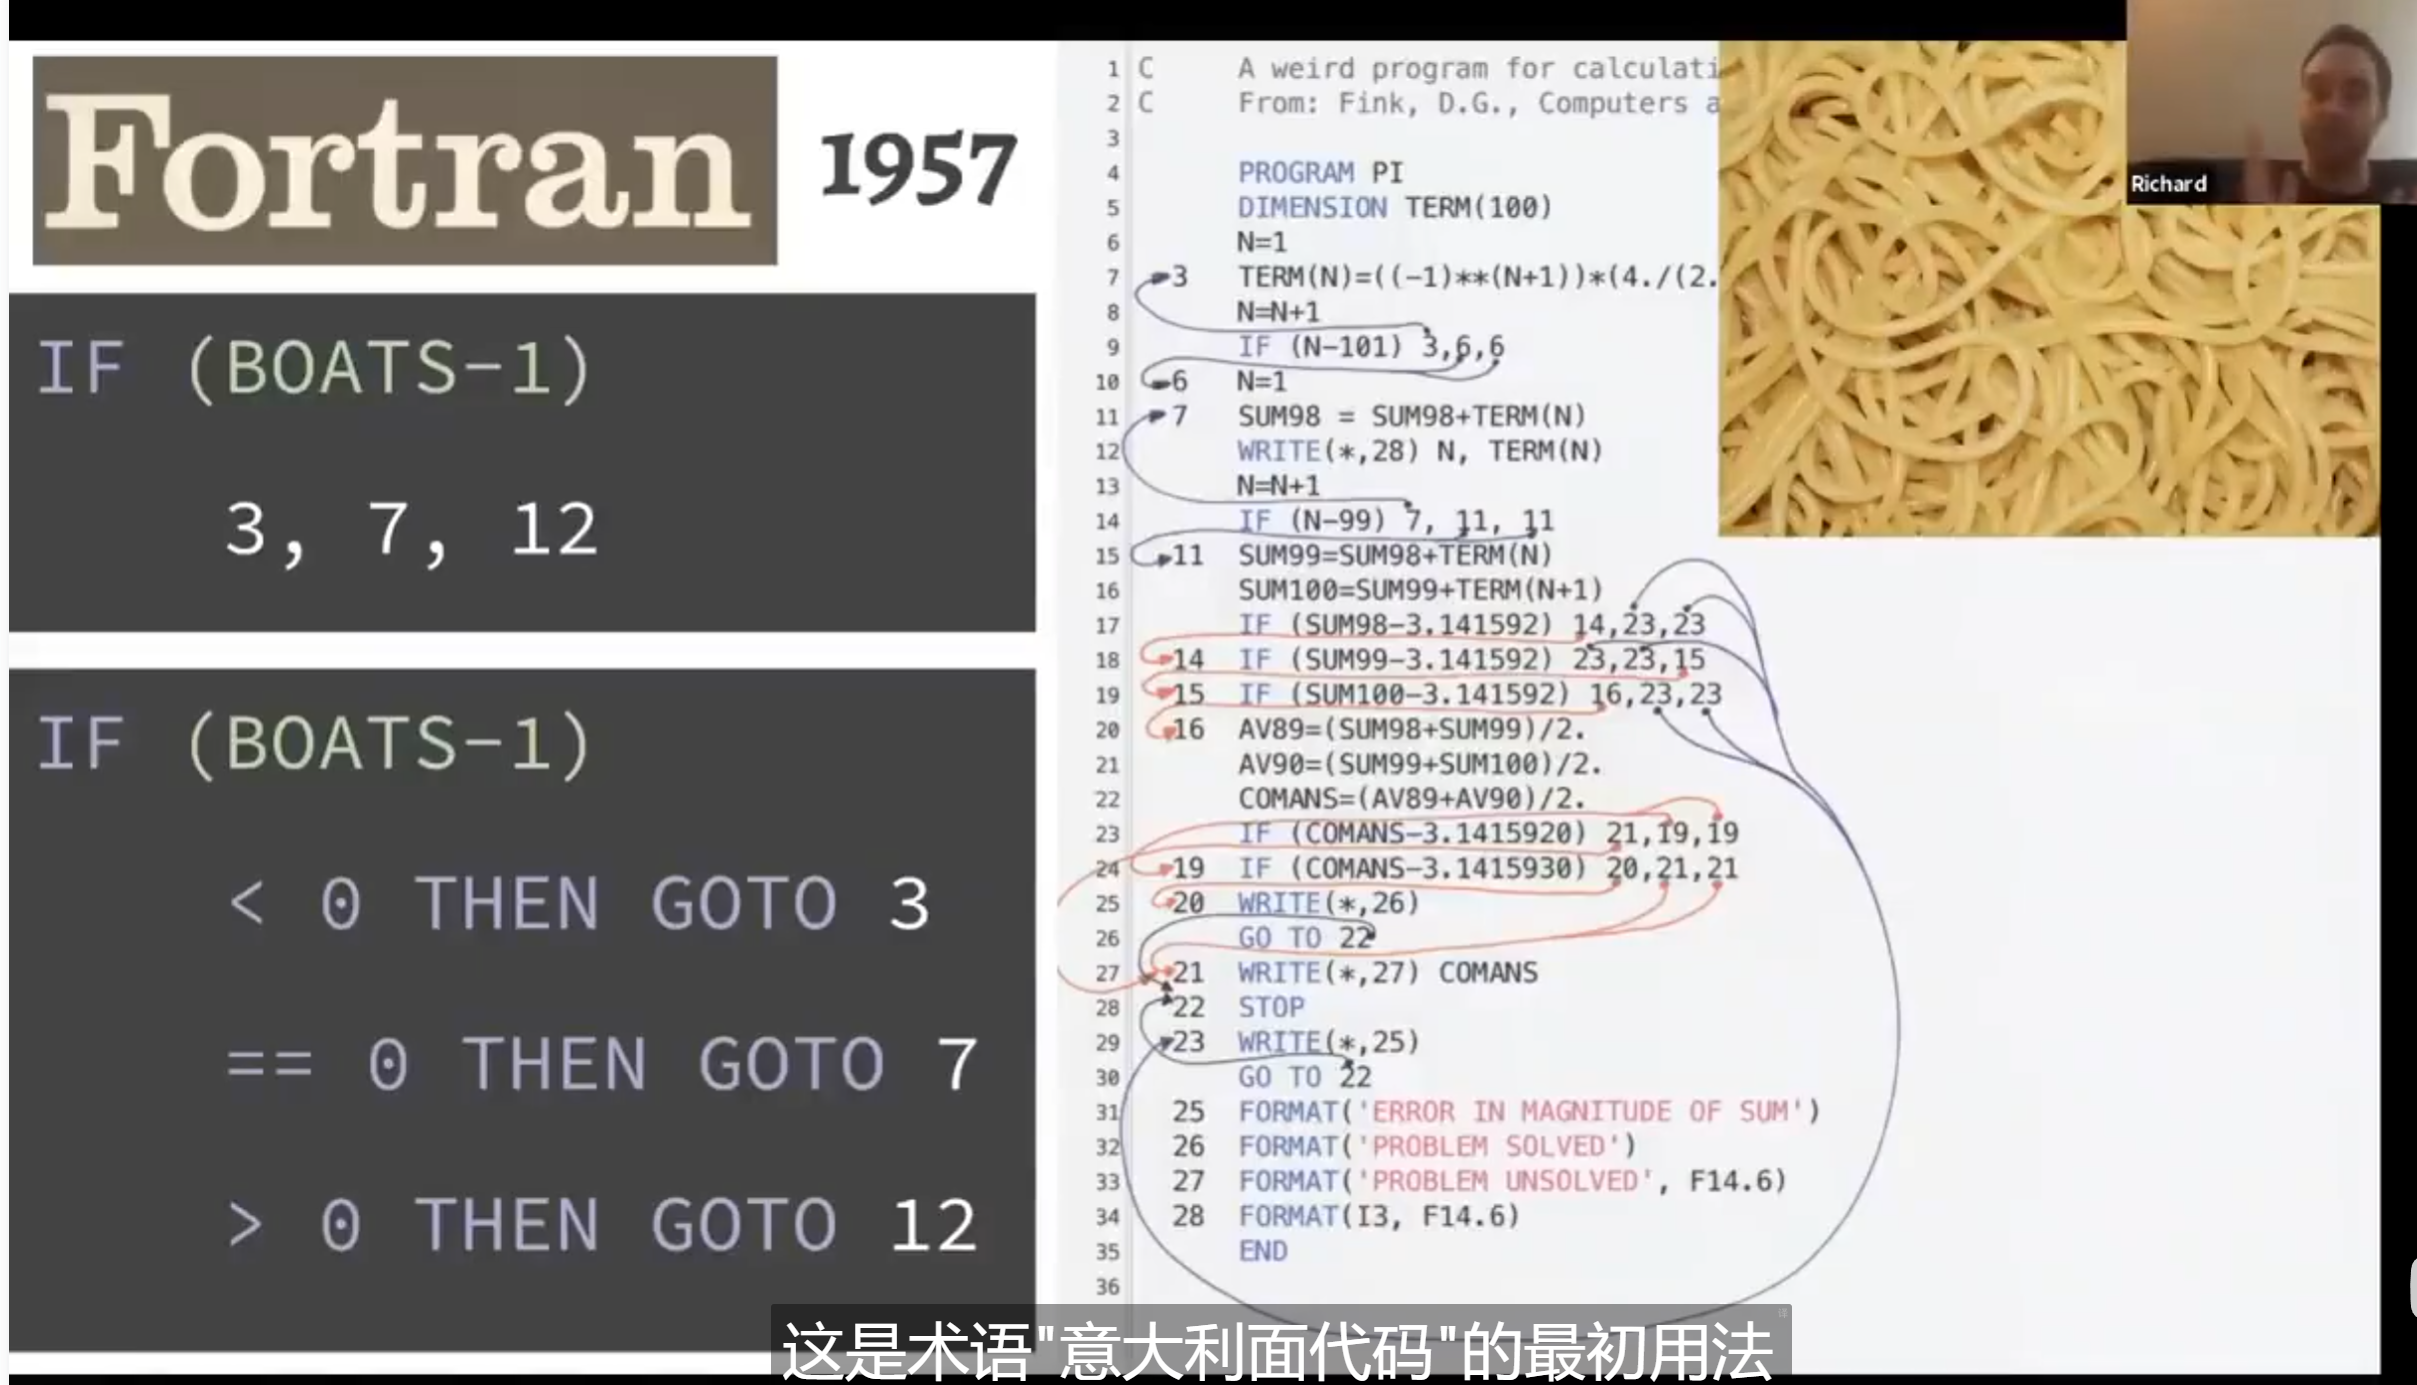 Fortran 1957
IF (BOATS-1)
3, 7, 12
IF (BOATS-1)
< 0 THEN GOTO 3
== 0 THEN GOTO 7
> 0 THEN GOTO 12
1 C A weird program for calculati
2 C From: Fink, D.G., Computers a
3
4 PROGRAM PI
5 DIMENSION TERM(100)
6 N=1
7 3 TERM(N)=((-1)**(N+1))*(4./(2.
8 N=N+1
9 IF (N-101) 3,6,6
10 6 N=1
11 7 SUM98 = SUM98+TERM(N)
12 WRITE(*,28) N, TERM(N)
13 N=N+1
14 IF (N-99) 7, 11, 11
15 11 SUM99=SUM98+TERM(N)
16 SUM100=SUM99+TERM(N+1)
17 IF (SUM98-3.141592) 14,23,23
18 14 IF (SUM99-3.141592) 23,23,15
19 15 IF (SUM100-3.141592) 16,23,23
20 16 AV89=(SUM98+SUM99)/2.
21 AV90=(SUM99+SUM100)/2.
22 COMANS=(AV89+AV90)/2.
23 IF (COMANS-3.1415920) 21,19,19
24 19 IF (COMANS-3.1415930) 20,21,21
25 20 WRITE(*,26)
26 GO TO 22
27 21 WRITE(*,27) COMANS
28 22 STOP
29 23 WRITE(*,25)
30 GO TO 22
31 25 FORMAT('ERROR IN MAGNITUDE OF SUM')
32 26 FORMAT('PROBLEM SOLVED')
33 27 FORMAT('PROBLEM UNSOLVED', F14.6)
34 28 FORMAT(I3, F14.6)
35 END
36
Richard
这是术语"意大利面代码"的最初用法